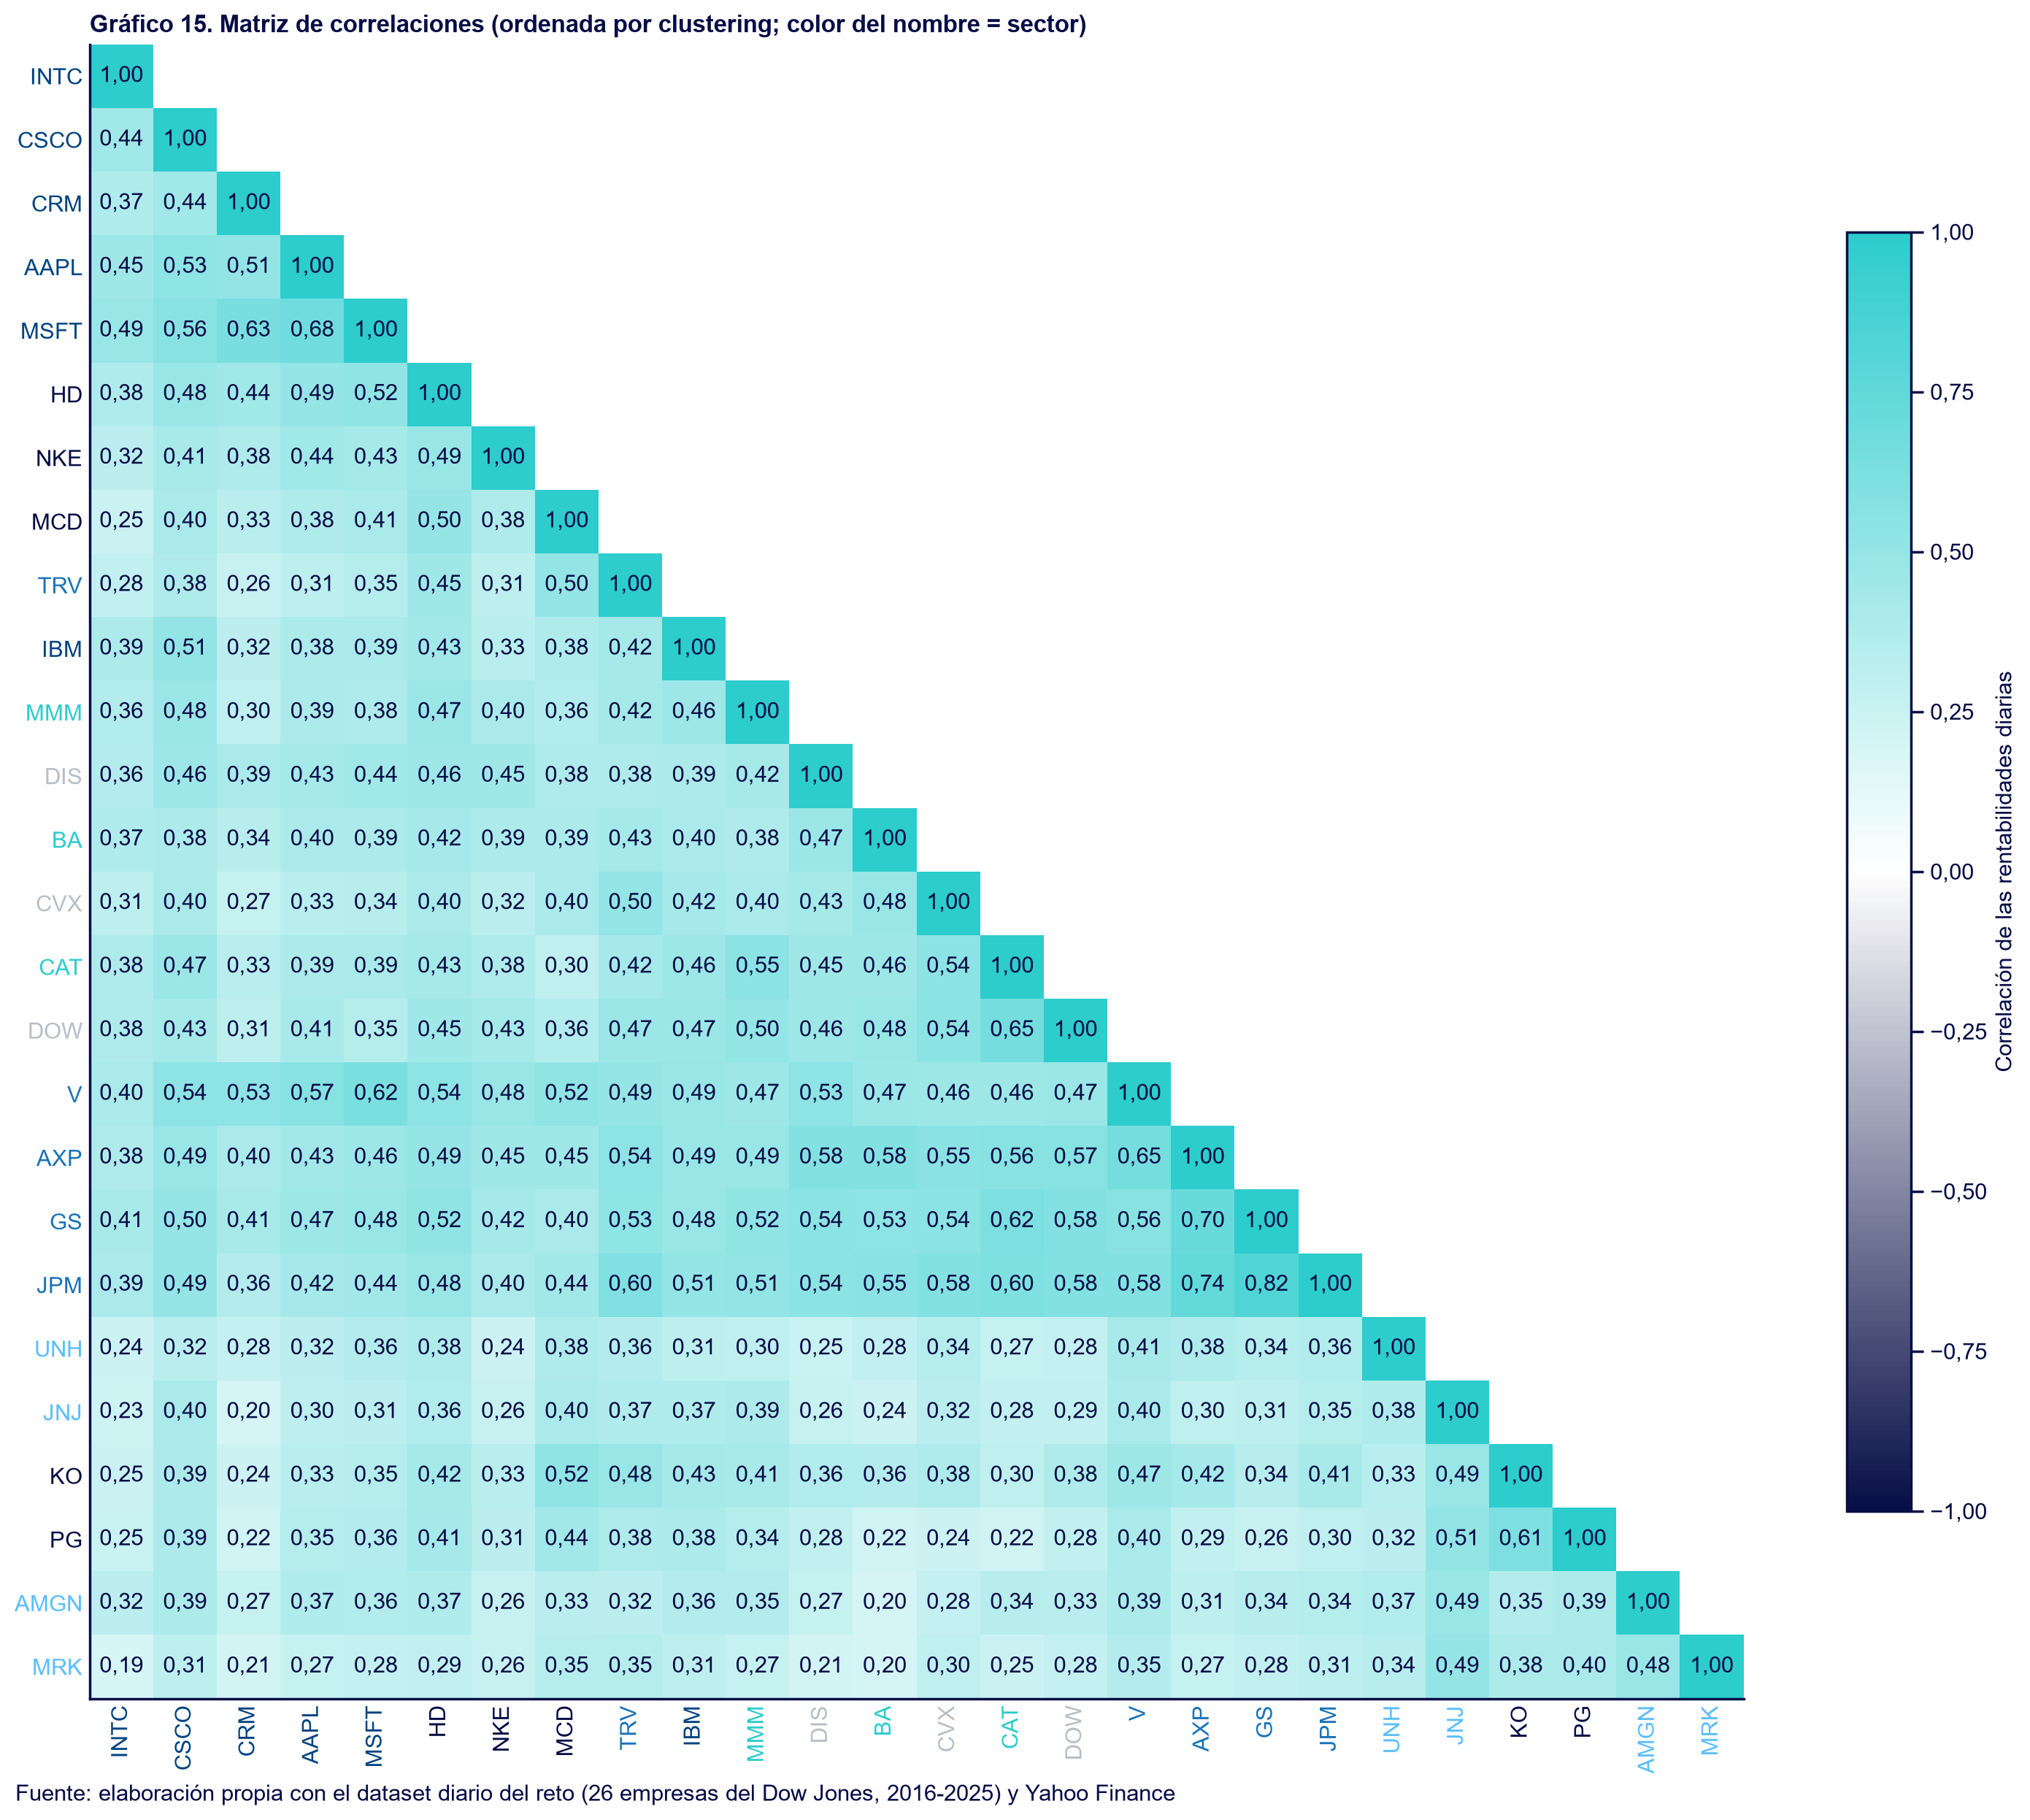 Gráfico 15. Matriz de correlaciones (ordenada por clustering; color del nombre = sector)
INTC 1,00
CSCO 0,44 1,00
CRM 0,37 0,44 1,00
AAPL 0,45 0,53 0,51 1,00
MSFT 0,49 0,56 0,63 0,68 1,00
HD 0,38 0,48 0,44 0,49 0,52 1,00
NKE 0,32 0,41 0,38 0,44 0,43 0,49 1,00
MCD 0,25 0,40 0,33 0,38 0,41 0,50 0,38 1,00
TRV 0,28 0,38 0,26 0,31 0,35 0,45 0,31 0,50 1,00
IBM 0,39 0,51 0,32 0,38 0,39 0,43 0,33 0,38 0,42 1,00
MMM 0,36 0,48 0,30 0,39 0,38 0,47 0,40 0,36 0,42 0,46 1,00
DIS 0,36 0,46 0,39 0,43 0,44 0,46 0,45 0,38 0,38 0,39 0,42 1,00
BA 0,37 0,38 0,34 0,40 0,39 0,42 0,39 0,39 0,43 0,40 0,38 0,47 1,00
CVX 0,31 0,40 0,27 0,33 0,34 0,40 0,32 0,40 0,50 0,42 0,40 0,43 0,48 1,00
CAT 0,38 0,47 0,33 0,39 0,39 0,43 0,38 0,30 0,42 0,46 0,55 0,45 0,46 0,54 1,00
DOW 0,38 0,43 0,31 0,41 0,35 0,45 0,43 0,36 0,47 0,47 0,50 0,46 0,48 0,54 0,65 1,00
V 0,40 0,54 0,53 0,57 0,62 0,54 0,48 0,52 0,49 0,49 0,47 0,53 0,47 0,46 0,46 0,47 1,00
AXP 0,38 0,49 0,40 0,43 0,46 0,49 0,45 0,45 0,54 0,49 0,49 0,58 0,58 0,55 0,56 0,57 0,65 1,00
GS 0,41 0,50 0,41 0,47 0,48 0,52 0,42 0,40 0,53 0,48 0,52 0,54 0,53 0,54 0,62 0,58 0,56 0,70 1,00
JPM 0,39 0,49 0,36 0,42 0,44 0,48 0,40 0,44 0,60 0,51 0,51 0,54 0,55 0,58 0,60 0,58 0,58 0,74 0,82 1,00
UNH 0,24 0,32 0,28 0,32 0,36 0,38 0,24 0,38 0,36 0,31 0,30 0,25 0,28 0,34 0,27 0,28 0,41 0,38 0,34 0,36 1,00
JNJ 0,23 0,40 0,20 0,30 0,31 0,36 0,26 0,40 0,37 0,37 0,39 0,26 0,24 0,32 0,28 0,29 0,40 0,30 0,31 0,35 0,38 1,00
KO 0,25 0,39 0,24 0,33 0,35 0,42 0,33 0,52 0,48 0,43 0,41 0,36 0,36 0,38 0,30 0,38 0,47 0,42 0,34 0,41 0,33 0,49 1,00
PG 0,25 0,39 0,22 0,35 0,36 0,41 0,31 0,44 0,38 0,38 0,34 0,28 0,22 0,24 0,22 0,28 0,40 0,29 0,26 0,30 0,32 0,51 0,61 1,00
AMGN 0,32 0,39 0,27 0,37 0,36 0,37 0,26 0,33 0,32 0,36 0,35 0,27 0,20 0,28 0,34 0,33 0,39 0,31 0,34 0,34 0,37 0,49 0,35 0,39 1,00
MRK 0,19 0,31 0,21 0,27 0,28 0,29 0,26 0,35 0,35 0,31 0,27 0,21 0,20 0,30 0,25 0,28 0,35 0,27 0,28 0,31 0,34 0,49 0,38 0,40 0,48 1,00
INTC CSCO CRM AAPL MSFT HD NKE MCD TRV IBM MMM DIS BA CVX CAT DOW V AXP GS JPM UNH JNJ KO PG AMGN MRK
1,00
0,75
0,50
0,25
0,00
−0,25
−0,50
−0,75
−1,00
Correlación de las rentabilidades diarias
Fuente: elaboración propia con el dataset diario del reto (26 empresas del Dow Jones, 2016-2025) y Yahoo Finance